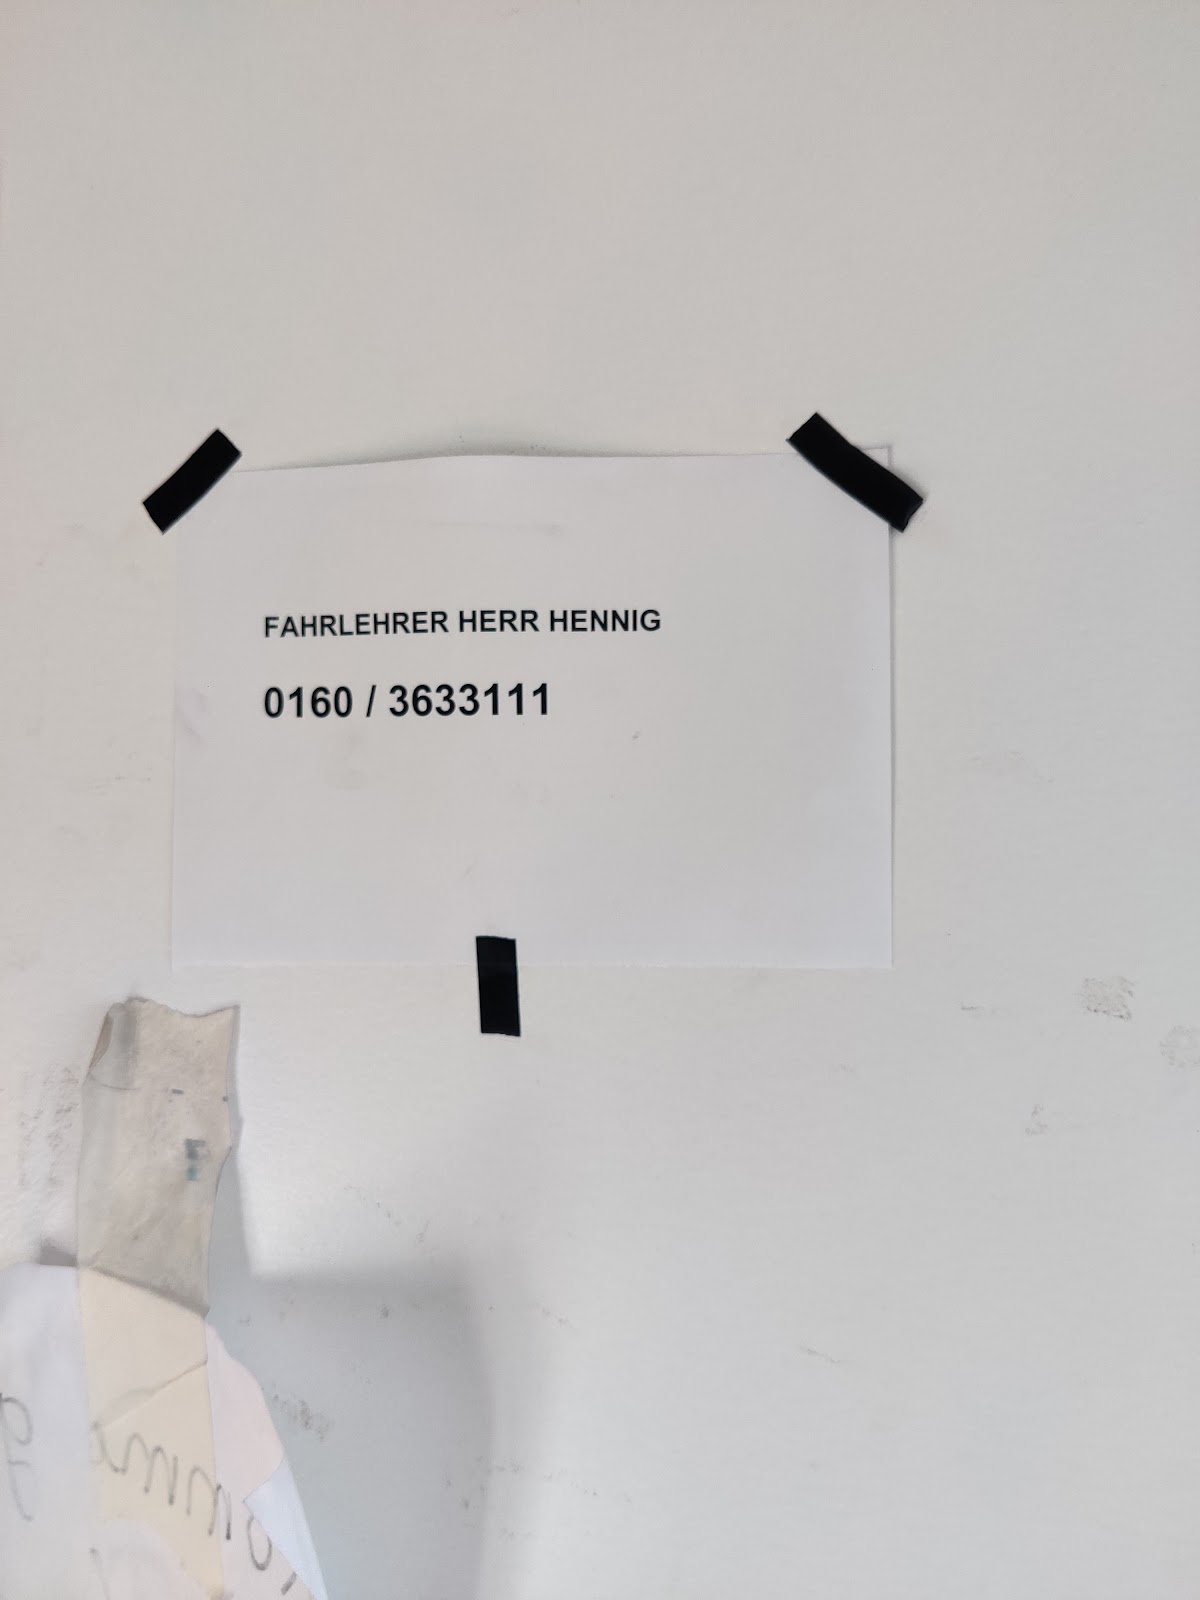 FAHRLEHRER HERR HENNIG
0160 / 3633111